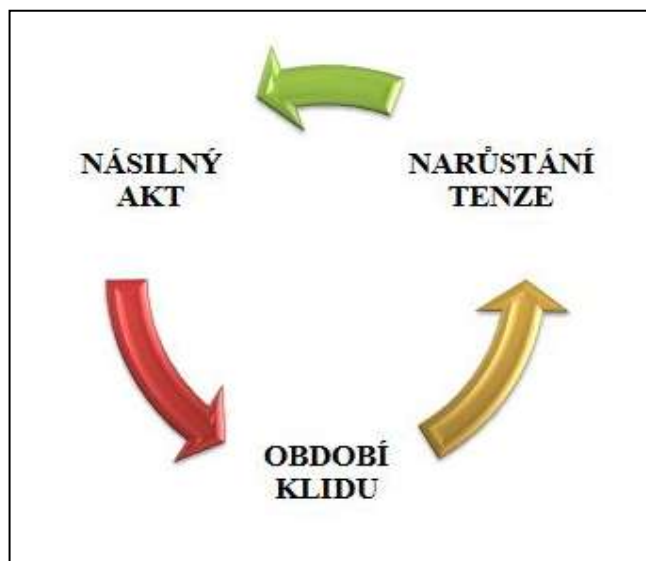 NÁSILNÝ
AKT
NARŮSTÁNÍ
TENZE
OBDOBÍ
KLIDU